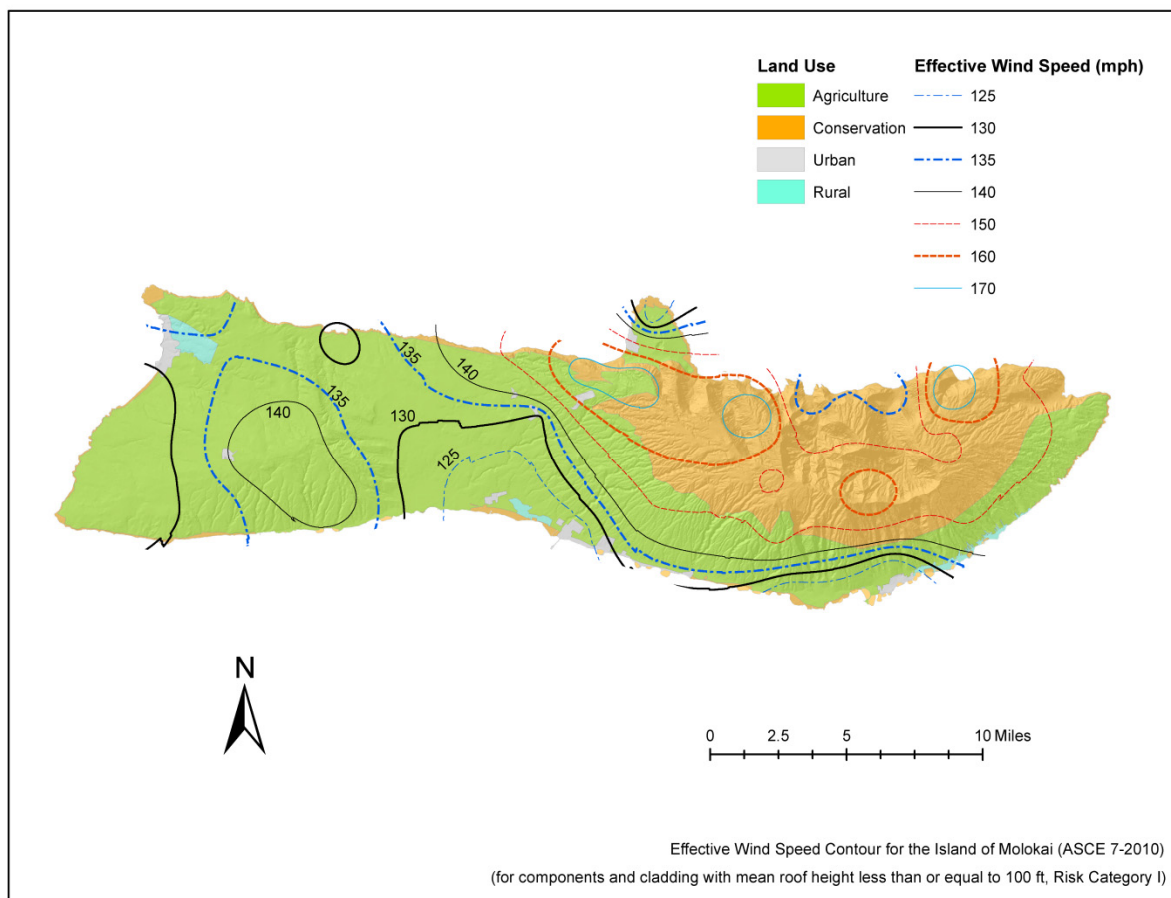 Land Use
Agriculture
Conservation
Urban
Rural
Effective Wind Speed (mph)
125
130
135
140
150
160
170
135
140
135
140
130
125
N
0 2.5 5 10 Miles
Effective Wind Speed Contour for the Island of Molokai (ASCE 7-2010)
(for components and cladding with mean roof height less than or equal to 100 ft, Risk Category I)